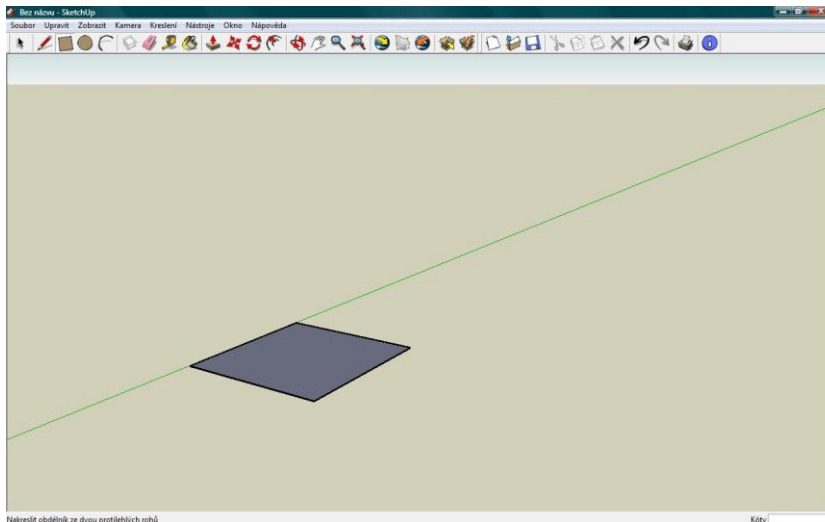 Bez názvu - SketchUp
Soubor Upravit Zobrazit Kamera Kreslení Nástroje Okno Nápověda
Nakreslit obdélník ze dvou protilehlých rohů
Kóty